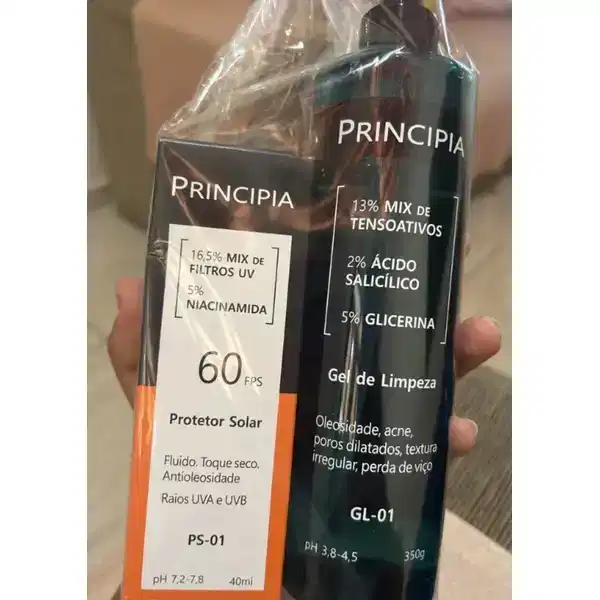 PRINCIPIA
16,5% MIX DE
FILTROS UV
5%
NIACINAMIDA
60 FPS
Protetor Solar
Fluido. Toque seco.
Antioleosidade
Raios UVA e UVB
PS-01
pH 7,2-7,8 40ml
PRINCIPIA
13% MIX DE
TENSOATIVOS
2% ÁCIDO
SALICÍLICO
5% GLICERINA
Gel de Limpeza
Oleosidade, acne,
poros dilatados, textura
irregular, perda de viço
GL-01
pH 3,8-4,5 350g